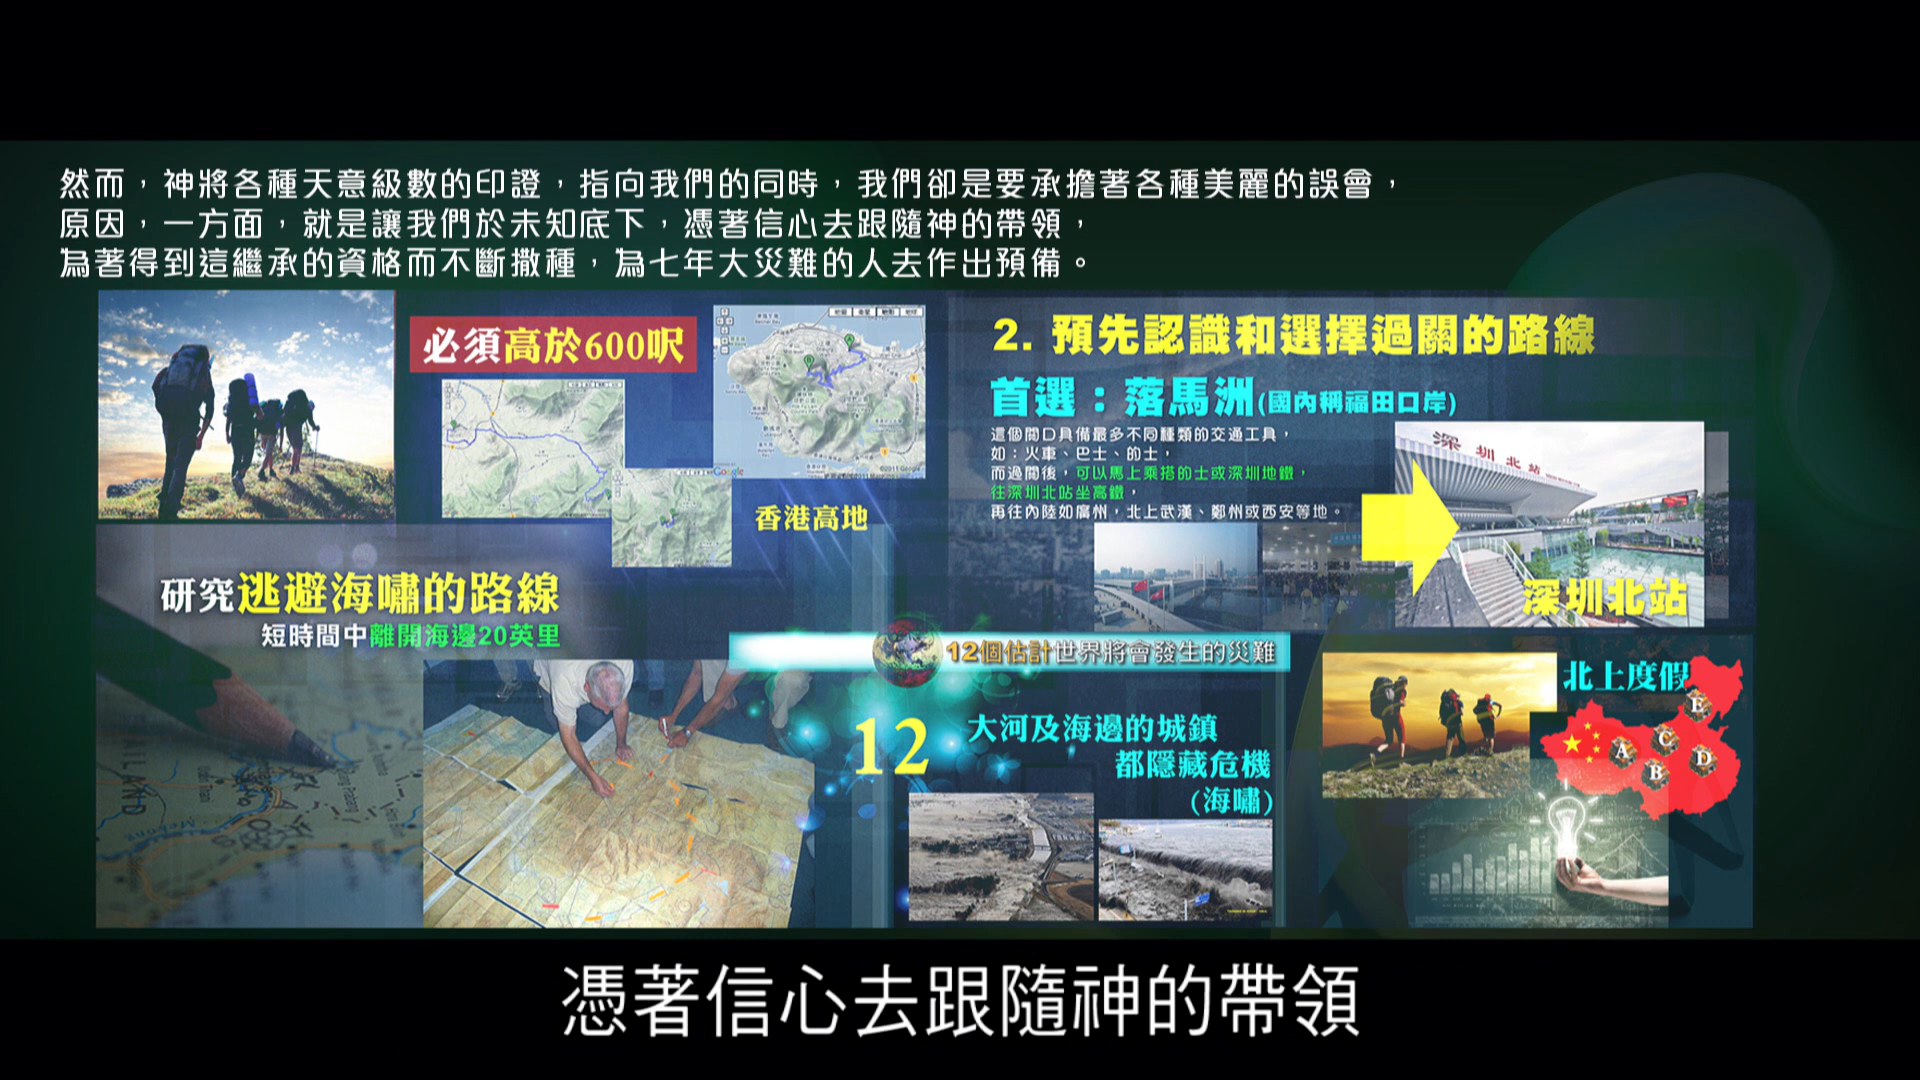 然而，神將各種天意級數的印證，指向我們的同時，我們卻是要承擔著各種美麗的誤會，
原因，一方面，就是讓我們於未知底下，憑著信心去跟隨神的帶領，
為著得到這繼承的資格而不斷撒種，為七年大災難的人去作出預備。
必須高於600呎
香港高地
研究逃避海嘯的路線
短時間中離開海邊20英里
2. 預先認識和選擇過關的路線
首選：落馬洲(國內稱福田口岸)
這個關口具備最多不同種類的交通工具，
如：火車、巴士、的士，
而過關後，可以馬上乘搭的士或深圳地鐵，
往深圳北站坐高鐵，
再往內陸如廣州，北上武漢、鄭州或西安等地。
深圳北站
深圳北站
12個估計世界將會發生的災難
12
大河及海邊的城鎮
都隱藏危機
(海嘯)
北上度假
E
C
A
B
D
憑著信心去跟隨神的帶領